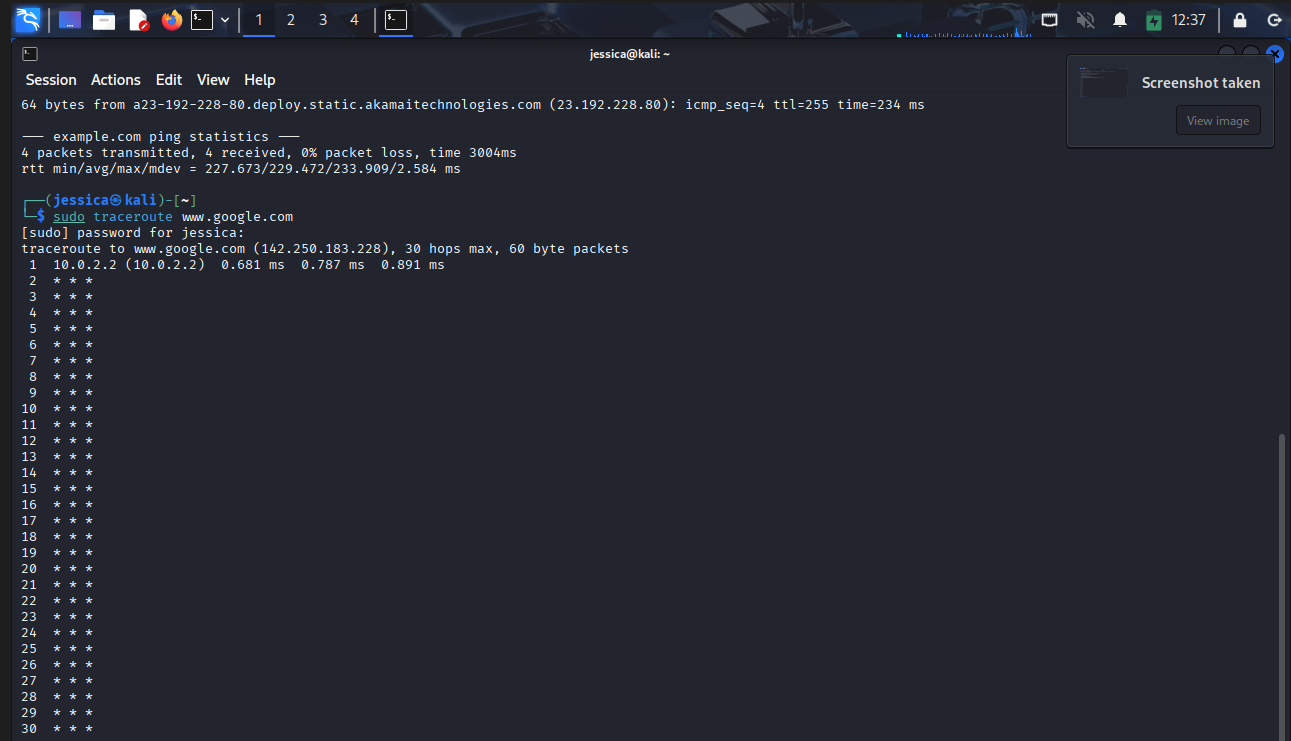 1 2 3 4 12:37
jessica@kali: ~
Session Actions Edit View Help
Screenshot taken
View image
64 bytes from a23-192-228-80.deploy.static.akamaitechnologies.com (23.192.228.80): icmp_seq=4 ttl=255 time=234 ms
--- example.com ping statistics ---
4 packets transmitted, 4 received, 0% packet loss, time 3004ms
rtt min/avg/max/mdev = 227.673/229.472/233.909/2.584 ms
┌──(jessica㉿kali)-[~]
└─$ sudo traceroute www.google.com
[sudo] password for jessica:
traceroute to www.google.com (142.250.183.228), 30 hops max, 60 byte packets
1 10.0.2.2 (10.0.2.2) 0.681 ms 0.787 ms 0.891 ms
2 * * *
3 * * *
4 * * *
5 * * *
6 * * *
7 * * *
8 * * *
9 * * *
10 * * *
11 * * *
12 * * *
13 * * *
14 * * *
15 * * *
16 * * *
17 * * *
18 * * *
19 * * *
20 * * *
21 * * *
22 * * *
23 * * *
24 * * *
25 * * *
26 * * *
27 * * *
28 * * *
29 * * *
30 * * *